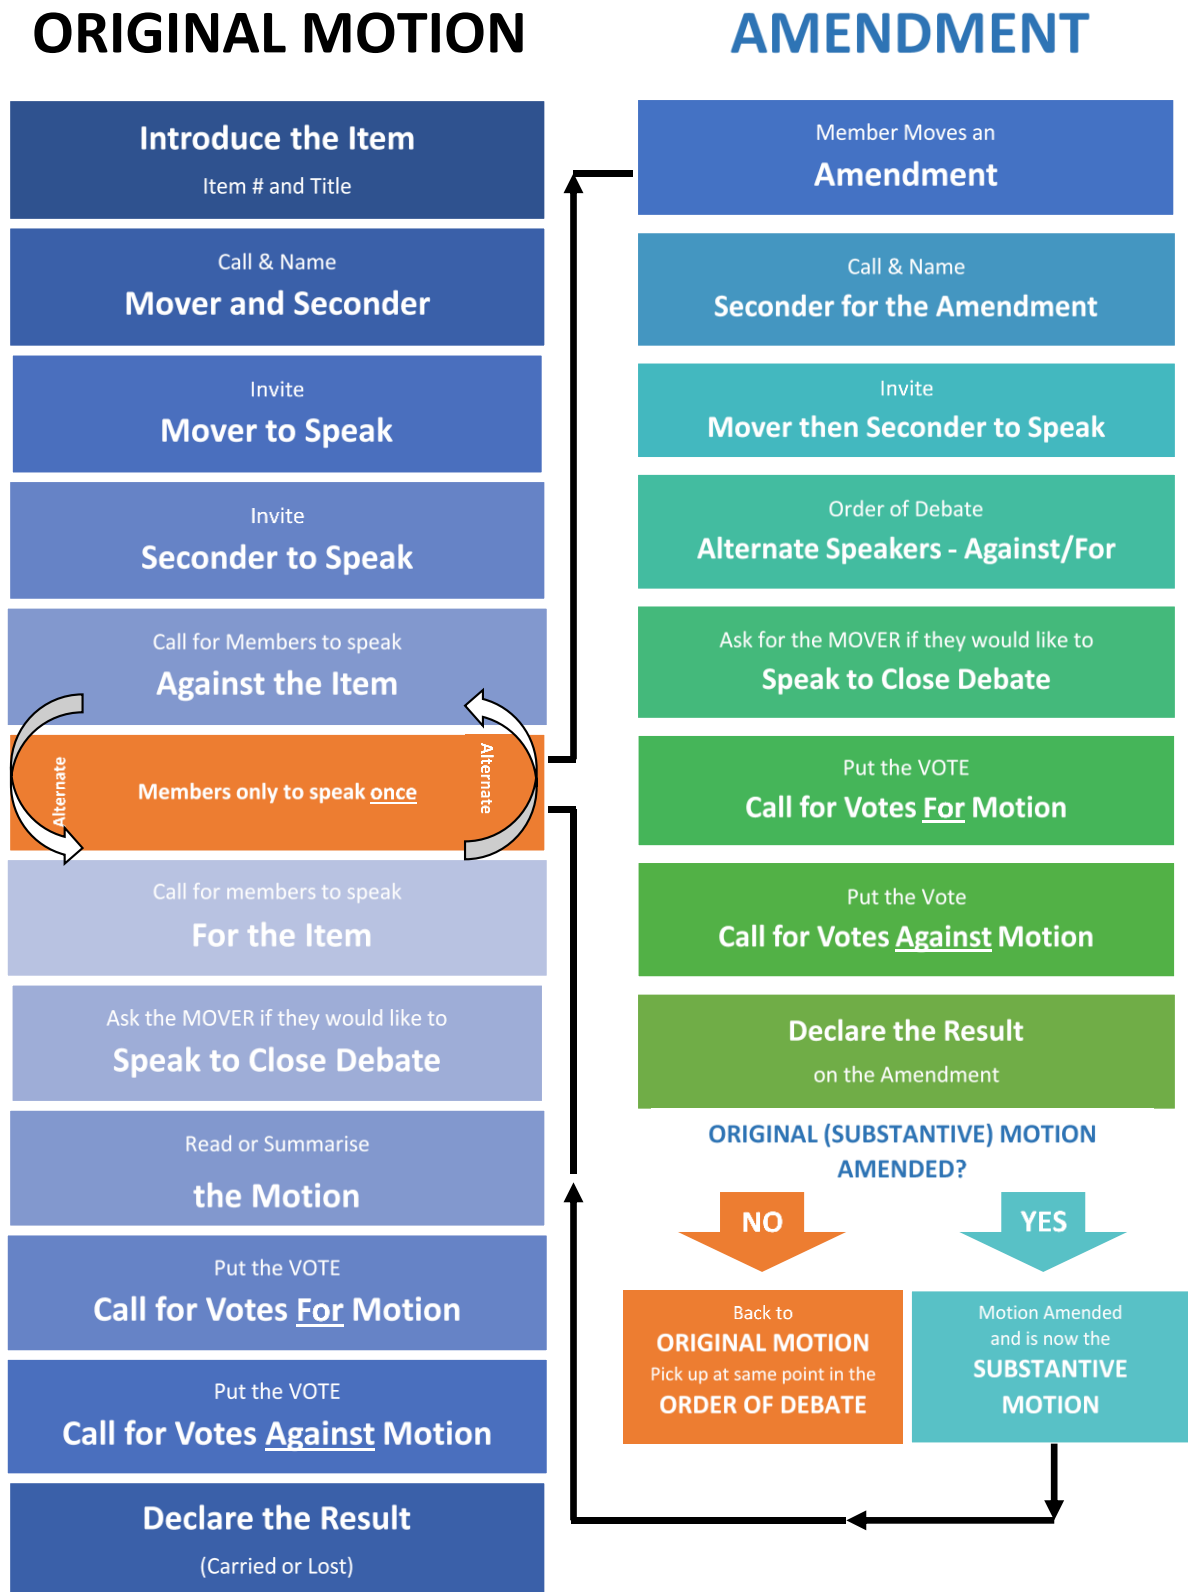 ORIGINAL MOTION
Introduce the Item
Item # and Title
Call & Name
Mover and Seconder
Invite
Mover to Speak
Invite
Seconder to Speak
Call for Members to speak
Against the Item
Alternate
Members only to speak once
Alternate
Call for members to speak
For the Item
Ask the MOVER if they would like to
Speak to Close Debate
Read or Summarise
the Motion
Put the VOTE
Call for Votes For Motion
Put the VOTE
Call for Votes Against Motion
Declare the Result
(Carried or Lost)
AMENDMENT
Member Moves an
Amendment
Call & Name
Seconder for the Amendment
Invite
Mover then Seconder to Speak
Order of Debate
Alternate Speakers - Against/For
Ask for the MOVER if they would like to
Speak to Close Debate
Put the VOTE
Call for Votes For Motion
Put the Vote
Call for Votes Against Motion
Declare the Result
on the Amendment
ORIGINAL (SUBSTANTIVE) MOTION
AMENDED?
NO
Back to
ORIGINAL MOTION
Pick up at same point in the
ORDER OF DEBATE
YES
Motion Amended
and is now the
SUBSTANTIVE
MOTION